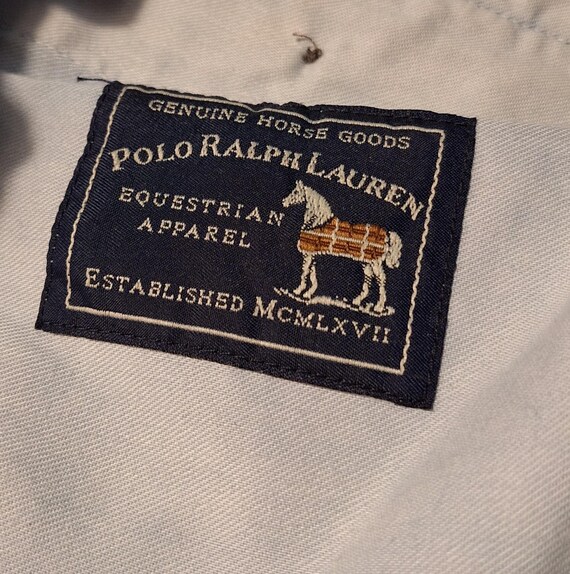 GENUINE HORSE GOODS
POLO RALPH LAUREN
EQUESTRIAN
APPAREL
ESTABLISHED MCMLXVII